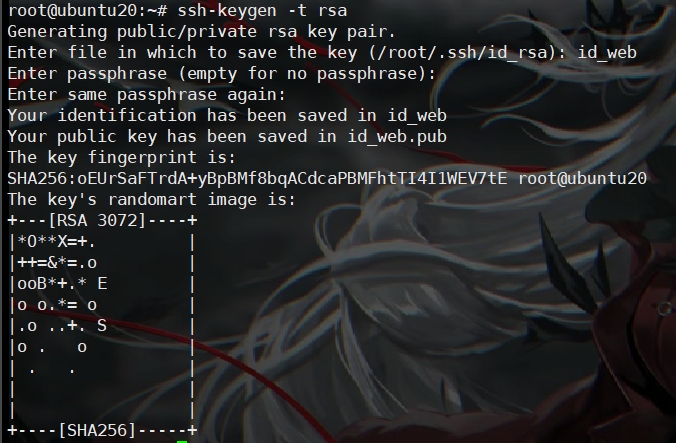 root@ubuntu20:~# ssh-keygen -t rsa
Generating public/private rsa key pair.
Enter file in which to save the key (/root/.ssh/id_rsa): id_web
Enter passphrase (empty for no passphrase):
Enter same passphrase again:
Your identification has been saved in id_web
Your public key has been saved in id_web.pub
The key fingerprint is:
SHA256:oEUrSaFTrdA+yBpBMf8bqACdcaPBMFhtTI4I1WEV7tE root@ubuntu20
The key's randomart image is:
+---[RSA 3072]----+
|*O**X=+.         |
|++=&*=.o         |
|ooB*+.* E        |
|o o.*= o         |
|.o ..+. S        |
|o .   o          |
| .   .           |
|                 |
|                 |
+----[SHA256]-----+